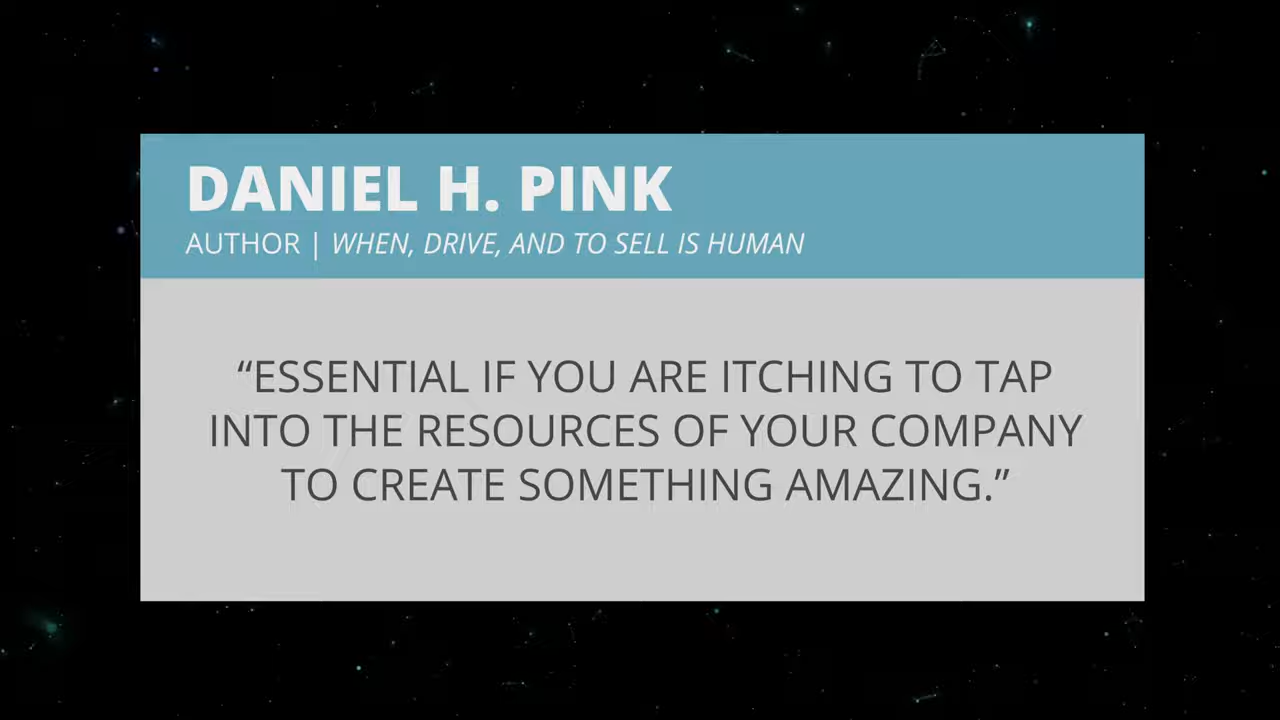 DANIEL H. PINK
AUTHOR | WHEN, DRIVE, AND TO SELL IS HUMAN
“ESSENTIAL IF YOU ARE ITCHING TO TAP
INTO THE RESOURCES OF YOUR COMPANY
TO CREATE SOMETHING AMAZING.”